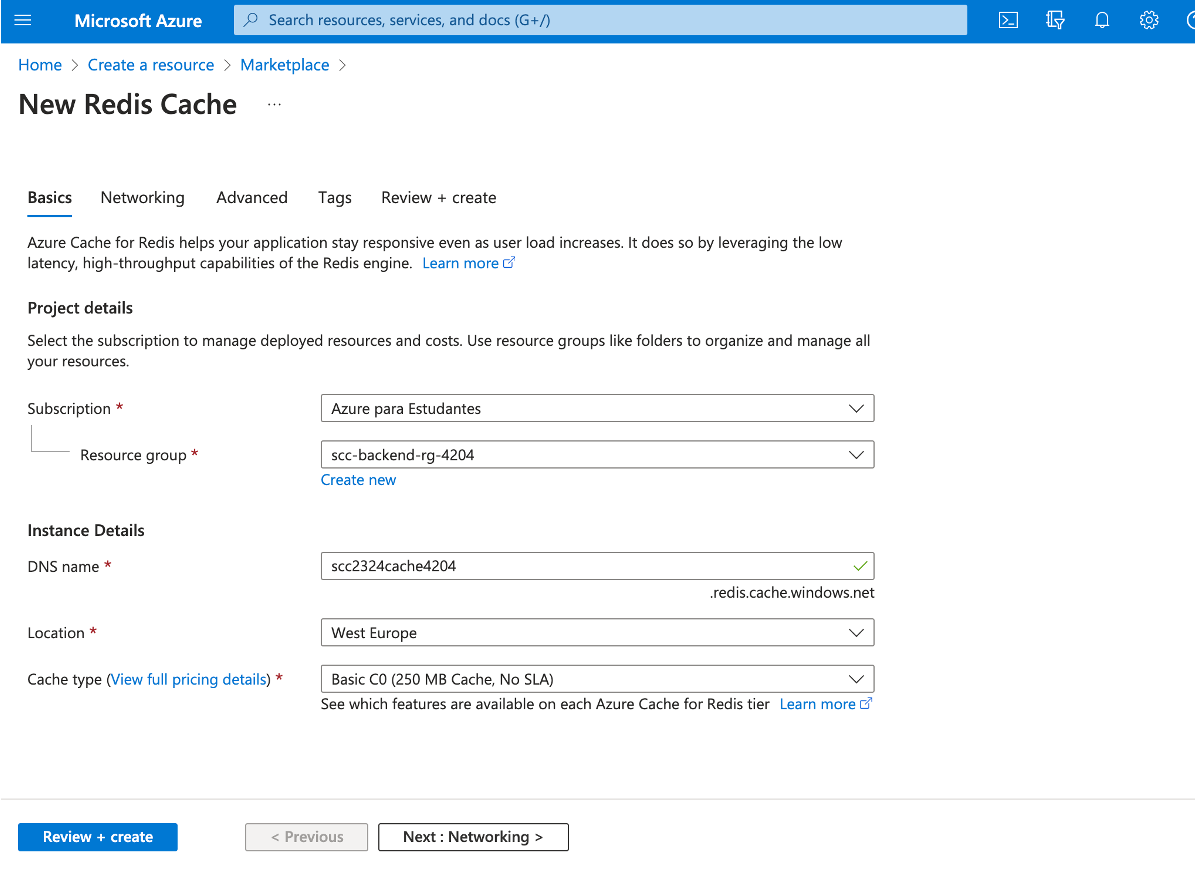 Microsoft Azure
Search resources, services, and docs (G+/)
Home > Create a resource > Marketplace >
New Redis Cache ...
Basics Networking Advanced Tags Review + create
Azure Cache for Redis helps your application stay responsive even as user load increases. It does so by leveraging the low
latency, high-throughput capabilities of the Redis engine. Learn more
Project details
Select the subscription to manage deployed resources and costs. Use resource groups like folders to organize and manage all
your resources.
Subscription * Azure para Estudantes
Resource group * scc-backend-rg-4204
Create new
Instance Details
DNS name * scc2324cache4204
.redis.cache.windows.net
Location * West Europe
Cache type (View full pricing details) * Basic C0 (250 MB Cache, No SLA)
See which features are available on each Azure Cache for Redis tier Learn more
Review + create < Previous Next : Networking >